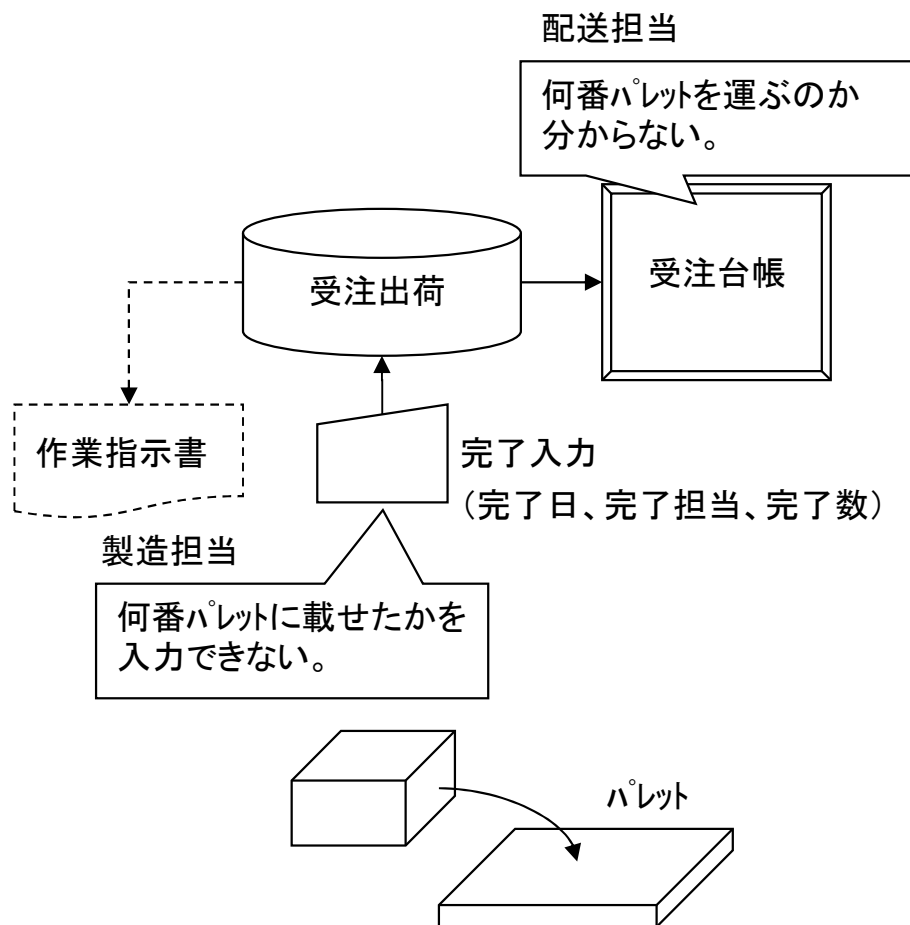 配送担当
何番ﾊﾟﾚｯﾄを運ぶのか
分からない。
受注出荷
受注台帳
作業指示書
完了入力
（完了日、完了担当、完了数）
製造担当
何番ﾊﾟﾚｯﾄに載せたかを
入力できない。
ﾊﾟﾚｯﾄ